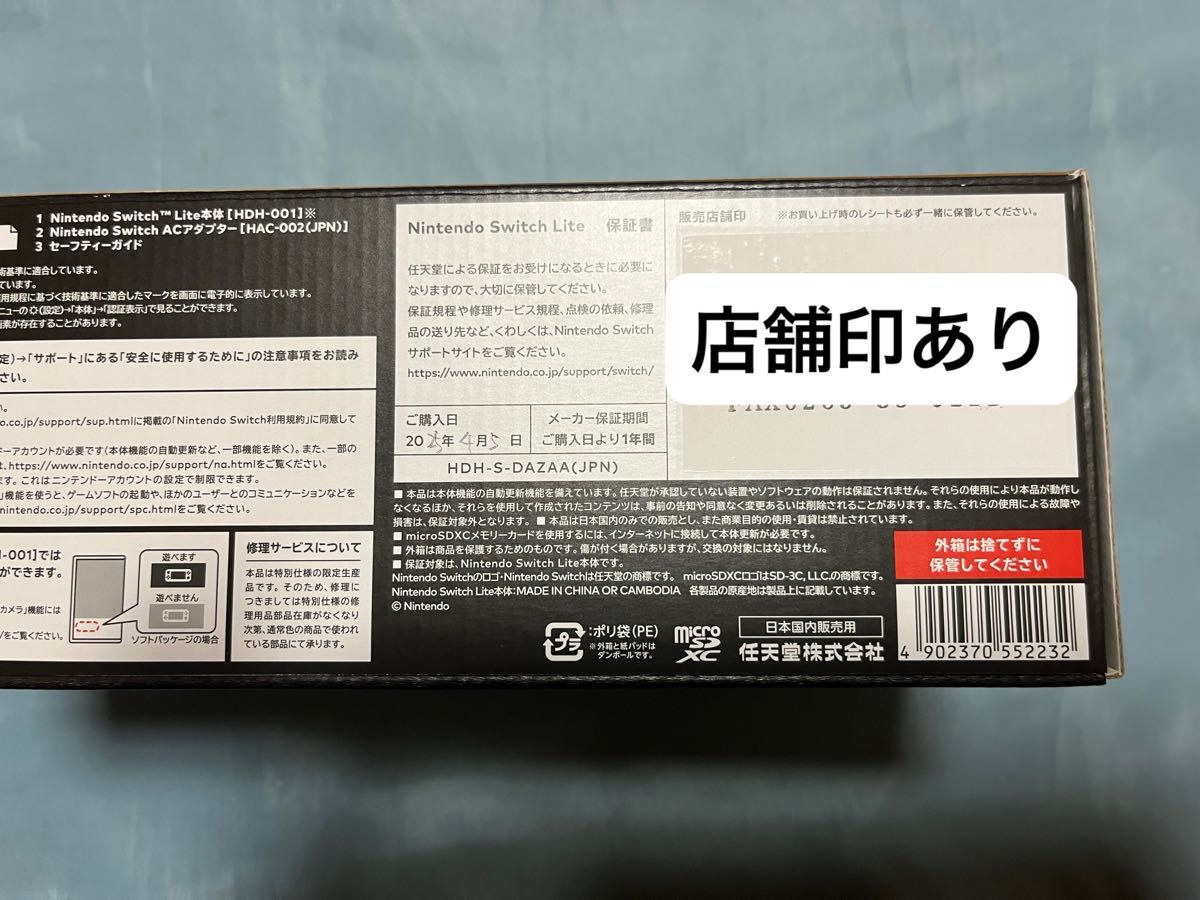 1 Nintendo Switch™ Lite本体[HDH-001]※
2 Nintendo Switch ACアダプター[HAC-002(JPN)]
3 セーフティーガイド
術基準に適合しています。
ています。
用規程に基づく技術基準に適合したマークを画面に電子的に表示しています。
ニューの(設定)→「本体」→「認証表示」で見ることができます。
素が存在することがあります。
定)→「サポート」にある「安全に使用するために」の注意事項をお読み
さい。
い。
o.co.jp/support/sup.htmlに掲載の「Nintendo Switch利用規約」に同意して
ーアカウントが必要です(本体機能の自動更新など、一部機能を除く)。また、一部の
、https://www.nintendo.co.jp/support/na.htmlをご覧ください。
ます。これはニンテンドーアカウントの設定で制限できます。
」機能を使うと、ゲームソフトの起動や、ほかのユーザーとのコミュニケーションなどを
o.co.jp/support/spc.htmlをご覧ください。
H-001]では
ができます。
カメラ」機能には
/をご覧ください。
遊べます
遊べません
ソフトパッケージの場合
修理サービスについて
本品は特別仕様の限定生産
品です。そのため、修理に
つきましては特別仕様の修
理用品部品在庫がなくなり
次第、通常色の商品で使われ
ている部品にて承ります。
Nintendo Switch Lite 保証書
任天堂による保証をお受けになるときに必要に
なりますので、大切に保管してください。
保証規程や修理サービス規程、点検の依頼、修理
品の送り先など、くわしくは、Nintendo Switch
サポートサイトをご覧ください。
https://www.nintendo.co.jp/support/switch/
ご購入日
20 年4月5日
メーカー保証期間
ご購入日より1年間
HDH-S-DAZAA(JPN)
販売店舗印 ※お買い上げ時のレシートも必ず一緒に保管してください。
店舗印あり
■ 本品は本体機能の自動更新機能を備えています。任天堂が承認していない装置やソフトウェアの動作は保証されません。それらの使用により本品が動作し
なくなるほか、それらを使用して作成されたコンテンツは、事前の告知や同意なく変更あるいは削除されることがあります。また、それらの使用による故障や
損害は、保証対象外となります。 ■ 本品は日本国内のみでの販売とし、また商業目的の使用・賃貸は禁止されています。
■ microSDXCメモリーカードを使用するには、インターネットに接続して本体更新が必要です。
■ 外箱は商品を保護するためのものです。傷が付く場合がありますが、交換の対象にはなりません。
■ 保証対象は、Nintendo Switch Lite本体です。
Nintendo Switchのロゴ・Nintendo Switchは任天堂の商標です。 microSDXCロゴはSD-3C, LLC.の商標です。
Nintendo Switch Lite本体:MADE IN CHINA OR CAMBODIA 各製品の原産地は製品上に記載しています。
© Nintendo
外箱は捨てずに
保管してください
プラ
:ポリ袋(PE)
※外箱と紙パッドは
ダンボールです。
micro
SD
XC
日本国内販売用
任天堂株式会社
4 902370 552232